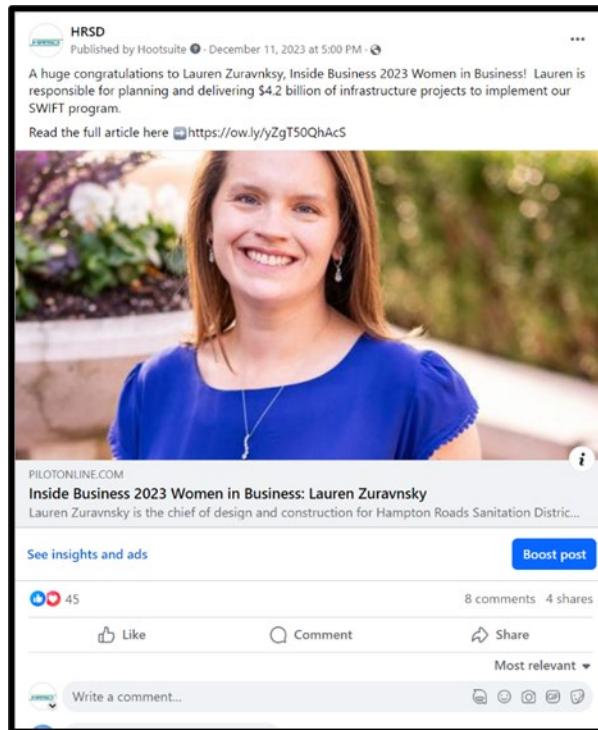 HRSD
Published by Hootsuite · December 11, 2023 at 5:00 PM ·
A huge congratulations to Lauren Zuravnksy, Inside Business 2023 Women in Business! Lauren is
responsible for planning and delivering $4.2 billion of infrastructure projects to implement our
SWIFT program.
Read the full article here ➡️https://ow.ly/yZgT50QhAcS
PILOTONLINE.COM
Inside Business 2023 Women in Business: Lauren Zuravnsky
Lauren Zuravnsky is the chief of design and construction for Hampton Roads Sanitation Distric...
See insights and ads
Boost post
45
8 comments 4 shares
Like
Comment
Share
Most relevant
Write a comment...
GIF